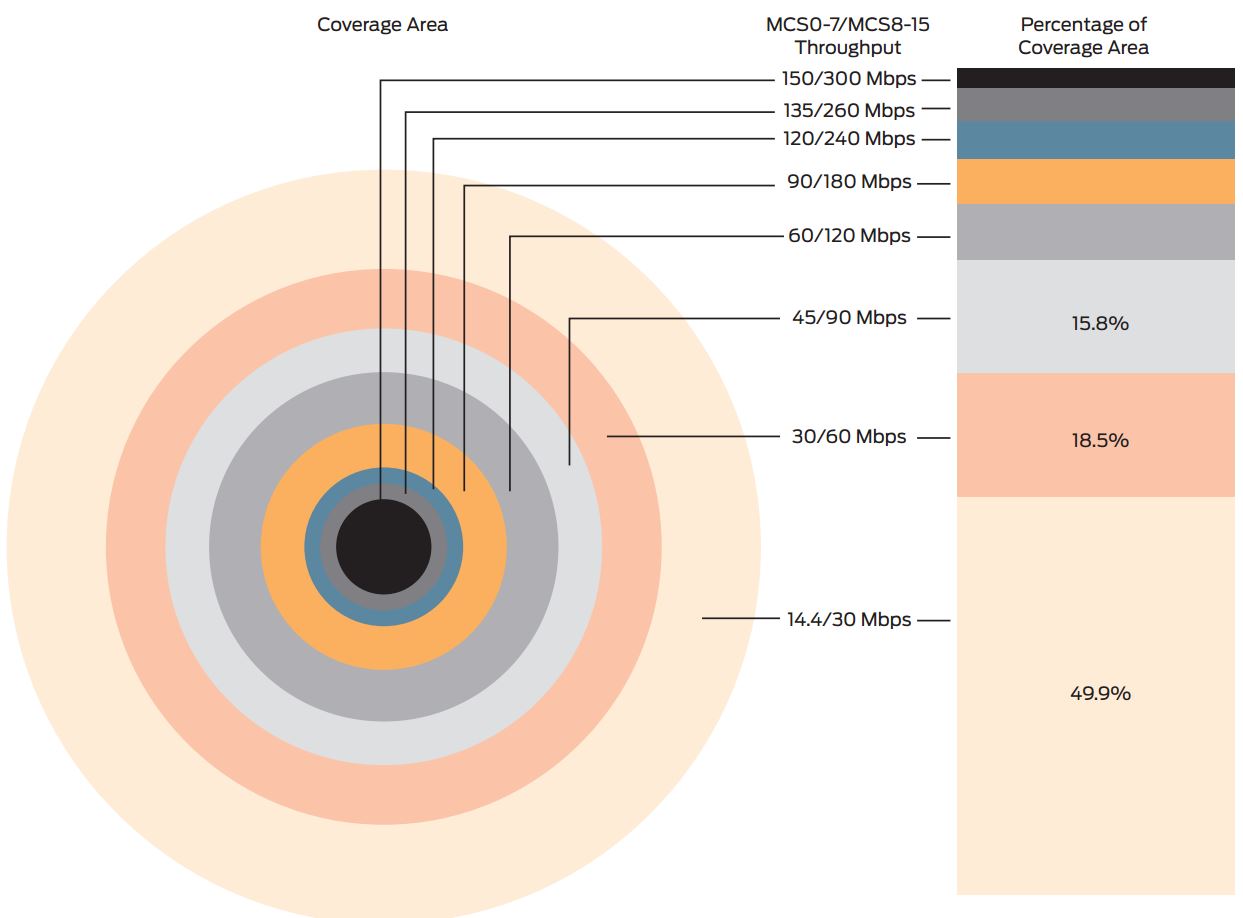 Coverage Area
MCS0-7/MCS8-15
Throughput
Percentage of
Coverage Area
150/300 Mbps
135/260 Mbps
120/240 Mbps
90/180 Mbps
60/120 Mbps
45/90 Mbps
15.8%
30/60 Mbps
18.5%
14.4/30 Mbps
49.9%